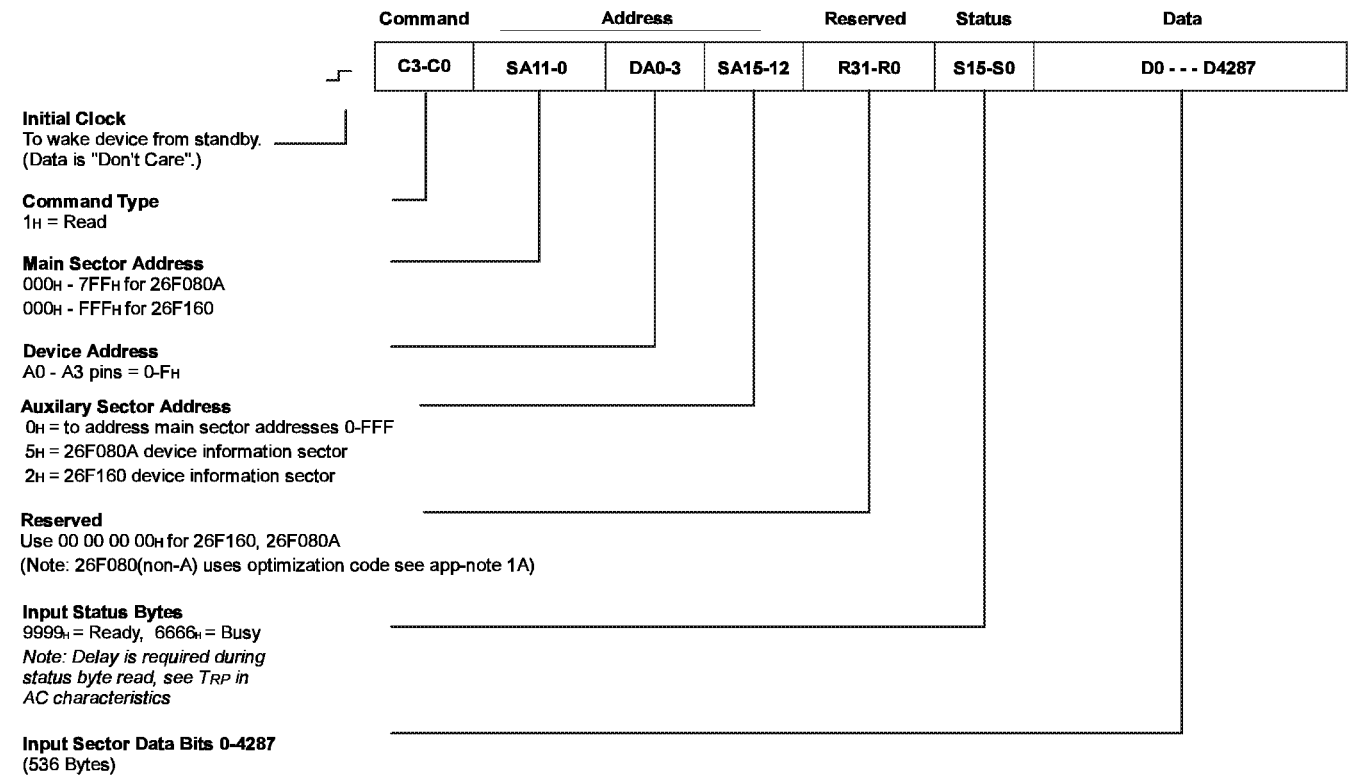 Command Address Reserved Status Data
C3-C0 SA11-0 DA0-3 SA15-12 R31-R0 S15-S0 D0 - - - D4287
Initial Clock
To wake device from standby.
(Data is "Don't Care".)
Command Type
1H = Read
Main Sector Address
000H - 7FFH for 26F080A
000H - FFFH for 26F160
Device Address
A0 - A3 pins = 0-FH
Auxilary Sector Address
0H = to address main sector addresses 0-FFF
5H = 26F080A device information sector
2H = 26F160 device information sector
Reserved
Use 00 00 00 00H for 26F160, 26F080A
(Note: 26F080(non-A) uses optimization code see app-note 1A)
Input Status Bytes
9999H = Ready, 6666H = Busy
Note: Delay is required during
status byte read, see TRP in
AC characteristics
Input Sector Data Bits 0-4287
(536 Bytes)